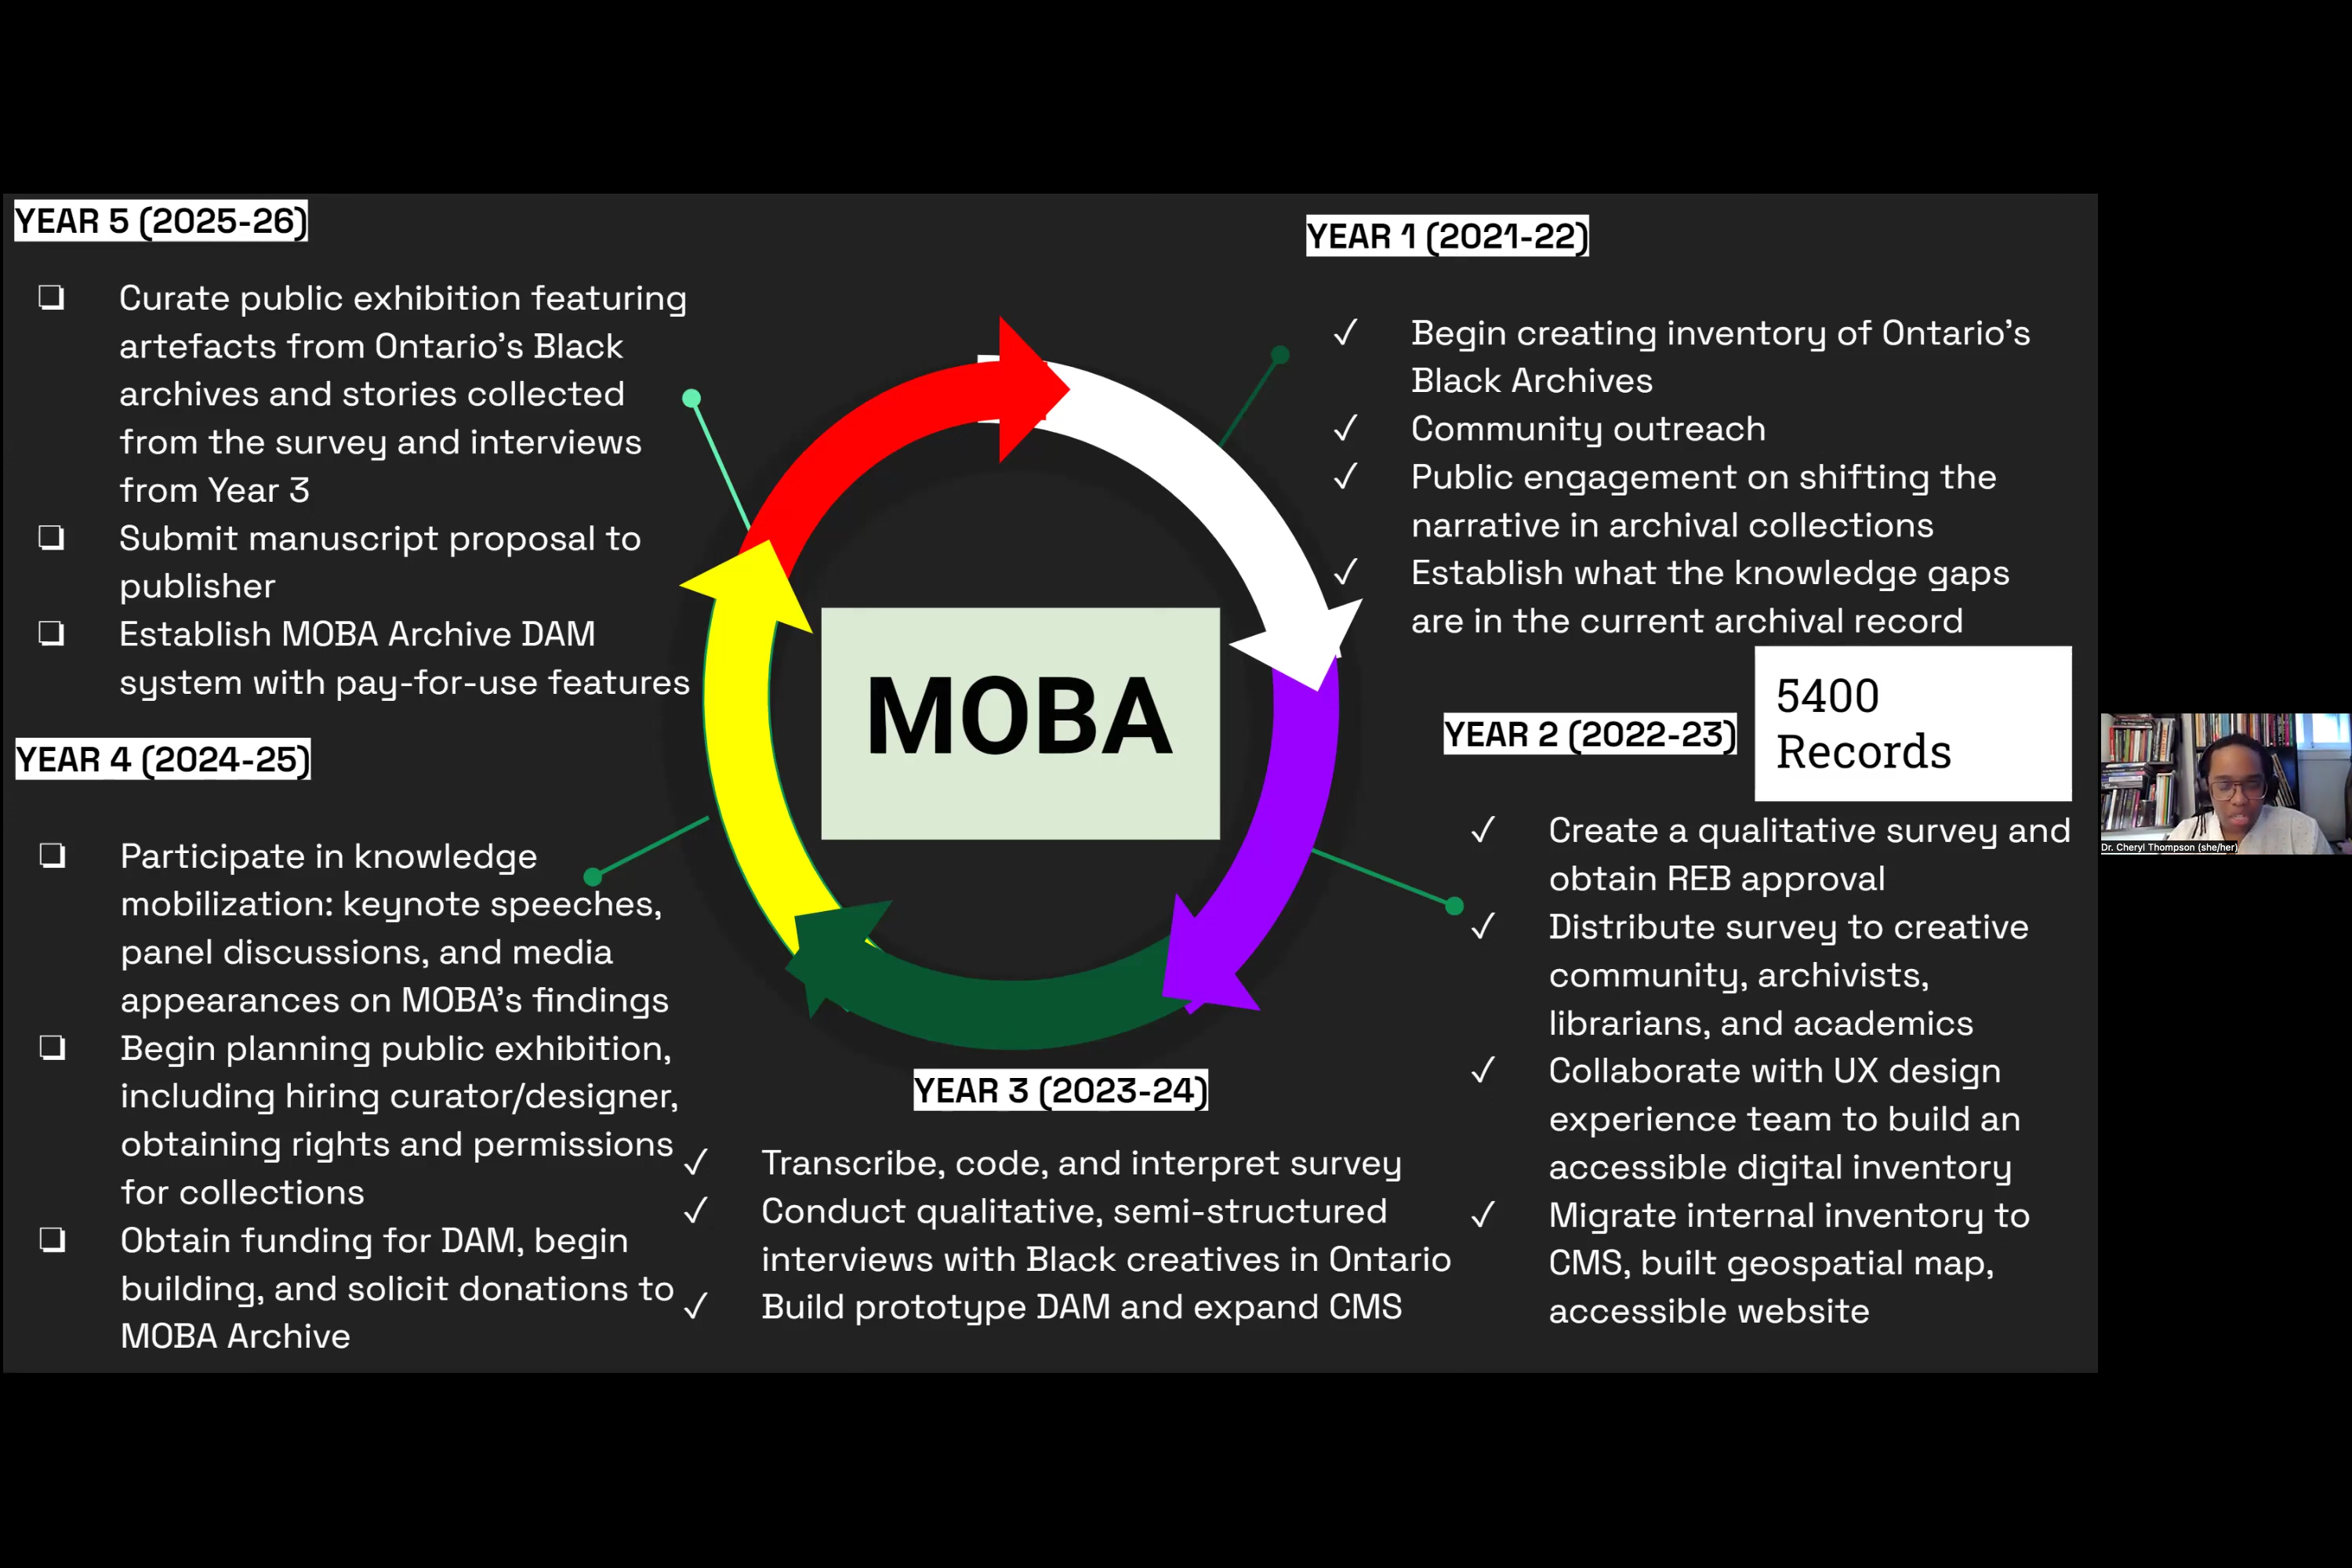 YEAR 5 (2025-26)
❏ Curate public exhibition featuring
artefacts from Ontario's Black
archives and stories collected
from the survey and interviews
from Year 3
❏ Submit manuscript proposal to
publisher
❏ Establish MOBA Archive DAM
system with pay-for-use features
YEAR 4 (2024-25)
❏ Participate in knowledge
mobilization: keynote speeches,
panel discussions, and media
appearances on MOBA's findings
❏ Begin planning public exhibition,
including hiring curator/designer,
obtaining rights and permissions
for collections
❏ Obtain funding for DAM, begin
building, and solicit donations to
MOBA Archive
MOBA
YEAR 3 (2023-24)
✓ Transcribe, code, and interpret survey
✓ Conduct qualitative, semi-structured
interviews with Black creatives in Ontario
✓ Build prototype DAM and expand CMS
YEAR 1 (2021-22)
✓ Begin creating inventory of Ontario's
Black Archives
✓ Community outreach
✓ Public engagement on shifting the
narrative in archival collections
✓ Establish what the knowledge gaps
are in the current archival record
YEAR 2 (2022-23)
5400
Records
✓ Create a qualitative survey and
obtain REB approval
✓ Distribute survey to creative
community, archivists,
librarians, and academics
✓ Collaborate with UX design
experience team to build an
accessible digital inventory
✓ Migrate internal inventory to
CMS, built geospatial map,
accessible website
Dr. Cheryl Thompson (she/her)